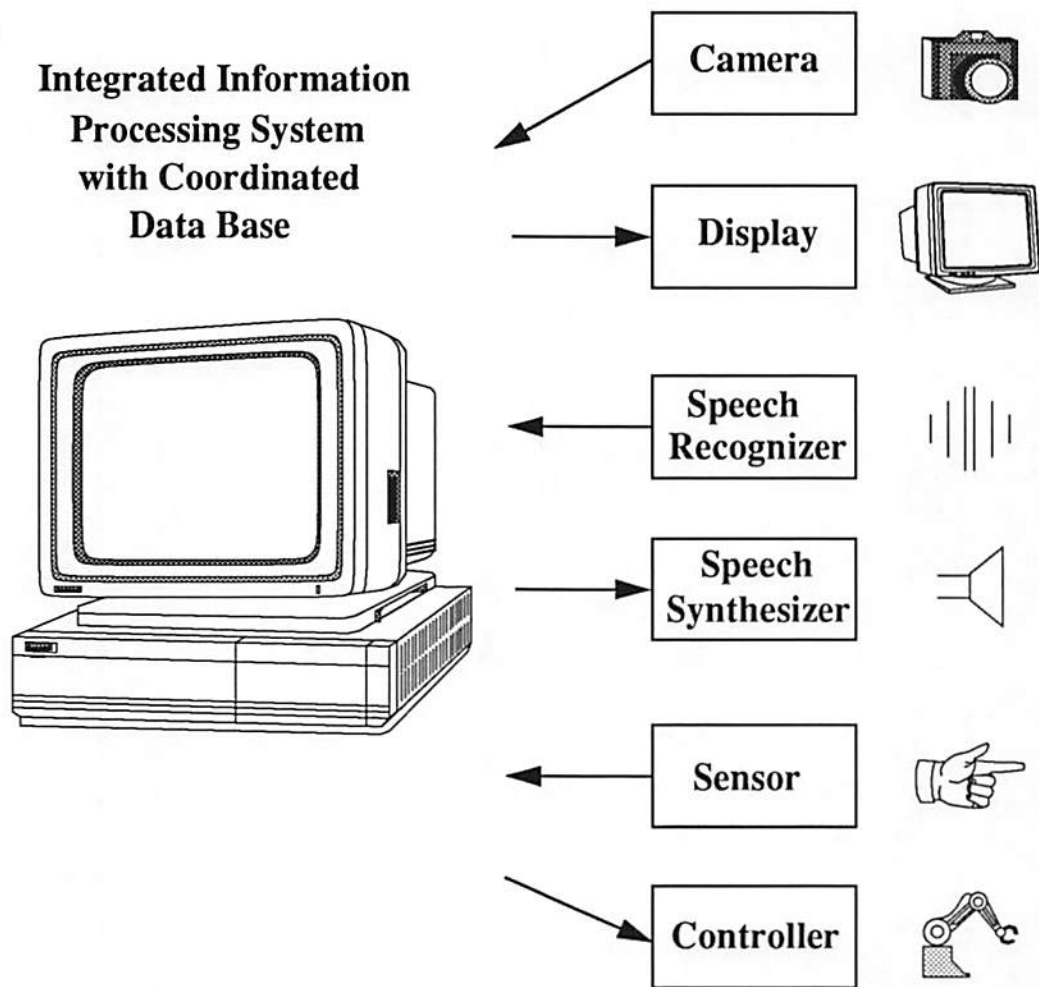 Integrated Information
Processing System
with Coordinated
Data Base
Camera
Display
Speech
Recognizer
Speech
Synthesizer
Sensor
Controller